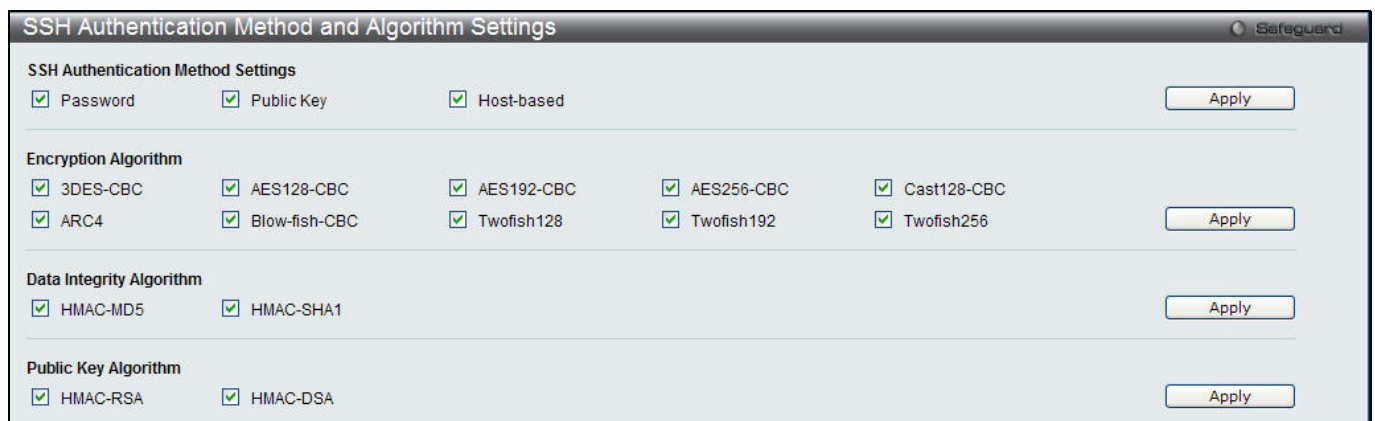 SSH Authentication Method and Algorithm Settings Safeguard
SSH Authentication Method Settings
Password Public Key Host-based Apply
Encryption Algorithm
3DES-CBC AES128-CBC AES192-CBC AES256-CBC Cast128-CBC
ARC4 Blow-fish-CBC Twofish128 Twofish192 Twofish256 Apply
Data Integrity Algorithm
HMAC-MD5 HMAC-SHA1 Apply
Public Key Algorithm
HMAC-RSA HMAC-DSA Apply